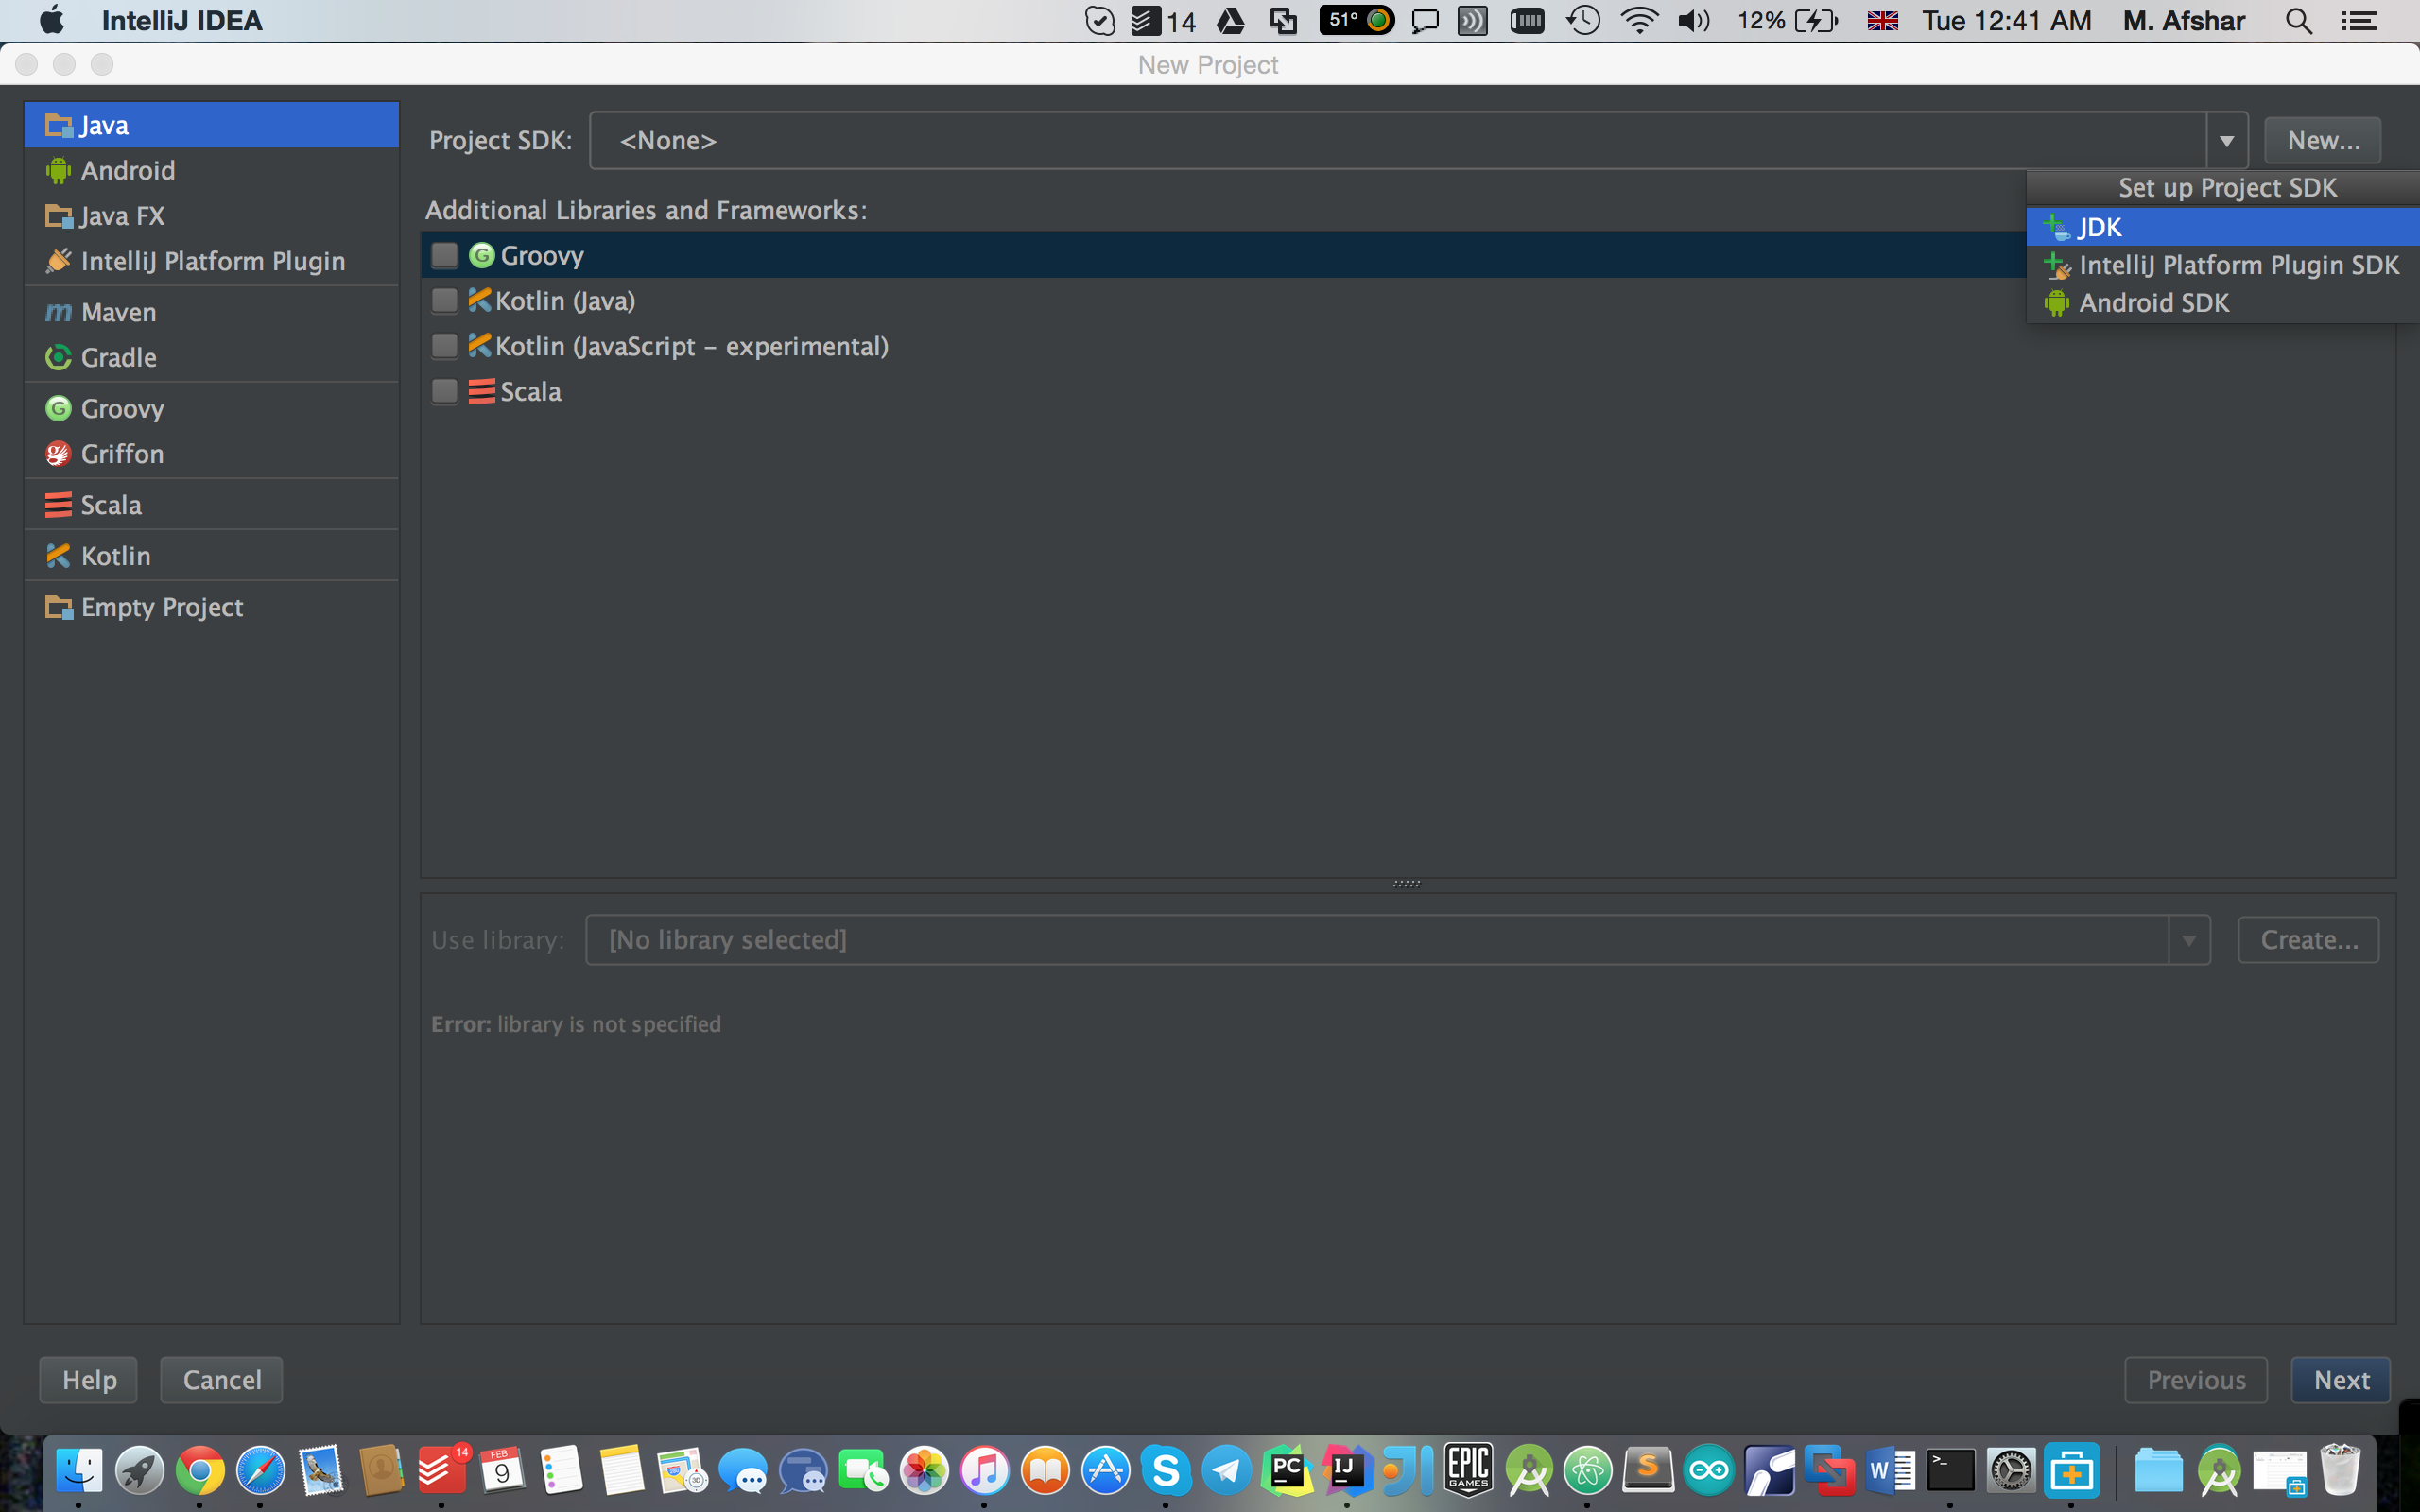 IntelliJ IDEA
14
51°
12%
Tue 12:41 AM
M. Afshar
New Project
Java
Android
Java FX
IntelliJ Platform Plugin
Maven
Gradle
Groovy
Griffon
Scala
Kotlin
Empty Project
Project SDK:
<None>
New...
Set up Project SDK
JDK
IntelliJ Platform Plugin SDK
Android SDK
Additional Libraries and Frameworks:
Groovy
Kotlin (Java)
Kotlin (JavaScript – experimental)
Scala
Use library:
[No library selected]
Create...
Error: library is not specified
Help
Cancel
Previous
Next
14
FEB
9
PC
IJ
EPIC
GAMES